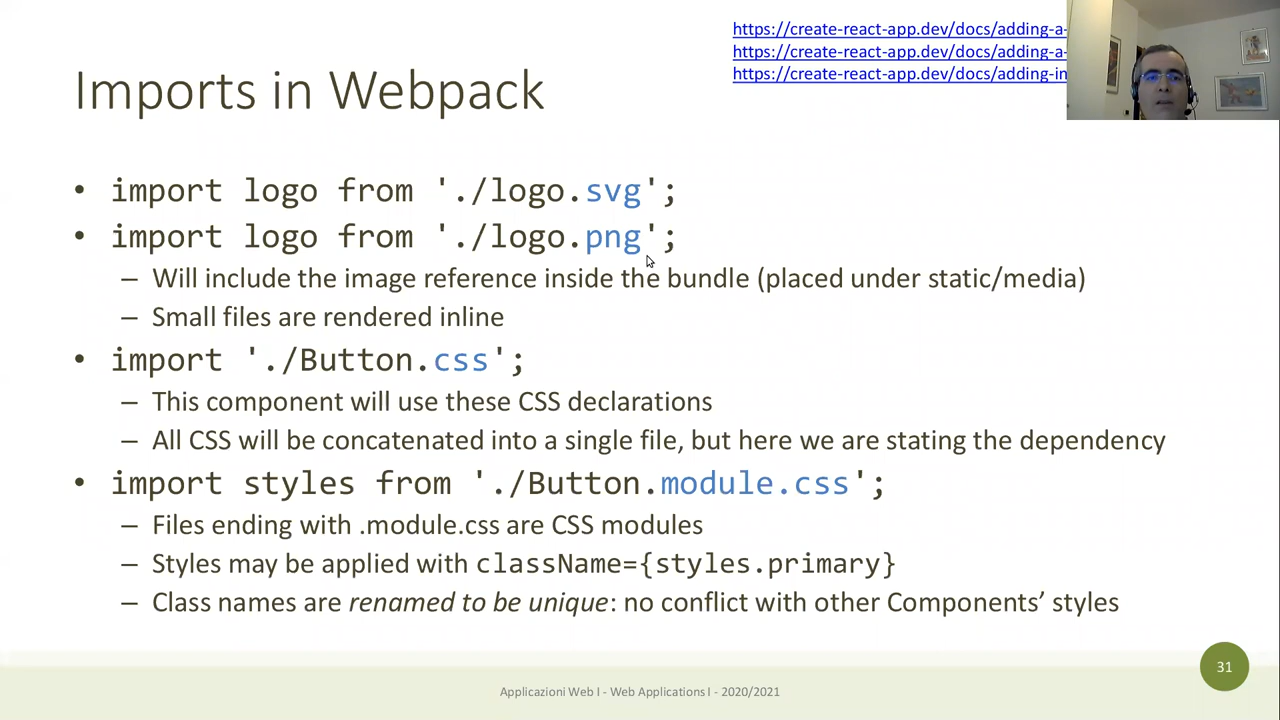 https://create-react-app.dev/docs/adding-a-
https://create-react-app.dev/docs/adding-a-
https://create-react-app.dev/docs/adding-in
Imports in Webpack
• import logo from './logo.svg';
• import logo from './logo.png';
– Will include the image reference inside the bundle (placed under static/media)
– Small files are rendered inline
• import './Button.css';
– This component will use these CSS declarations
– All CSS will be concatenated into a single file, but here we are stating the dependency
• import styles from './Button.module.css';
– Files ending with .module.css are CSS modules
– Styles may be applied with className={styles.primary}
– Class names are renamed to be unique: no conflict with other Components’ styles
31
Applicazioni Web I - Web Applications I - 2020/2021